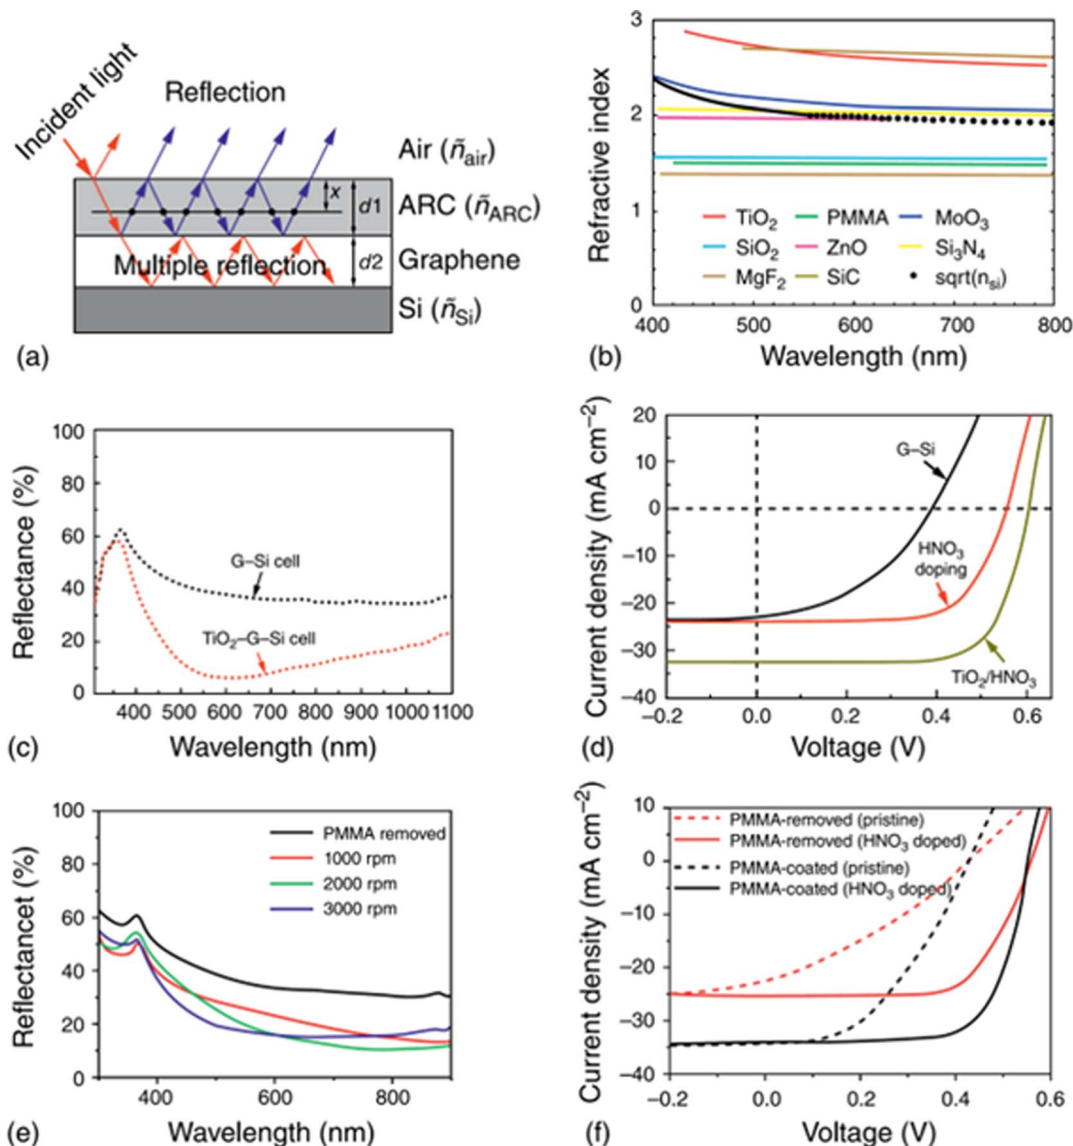 Incident light
Reflection
Air (ñair)
x
d1
ARC (ñARC)
Multiple reflection
d2
Graphene
Si (ñSi)
(a)
Refractive index
3
2
1
0
TiO2
PMMA
MoO3
SiO2
ZnO
Si3N4
MgF2
SiC
sqrt(nsi)
400
500
600
700
800
Wavelength (nm)
(b)
Reflectance (%)
100
80
60
40
20
0
G–Si cell
TiO2–G–Si cell
400 500 600 700 800 900 1000 1100
Wavelength (nm)
(c)
Current density (mA cm−2)
20
10
0
−10
−20
−30
−40
G–Si
HNO3
doping
TiO2/HNO3
−0.2
0.0
0.2
0.4
0.6
Voltage (V)
(d)
Reflectancet (%)
100
80
60
40
20
0
PMMA removed
1000 rpm
2000 rpm
3000 rpm
400
600
800
Wavelength (nm)
(e)
Current density (mA cm−2)
10
0
−10
−20
−30
−40
PMMA-removed (pristine)
PMMA-removed (HNO3 doped)
PMMA-coated (pristine)
PMMA-coated (HNO3 doped)
−0.2
0.0
0.2
0.4
0.6
Voltage (V)
(f)